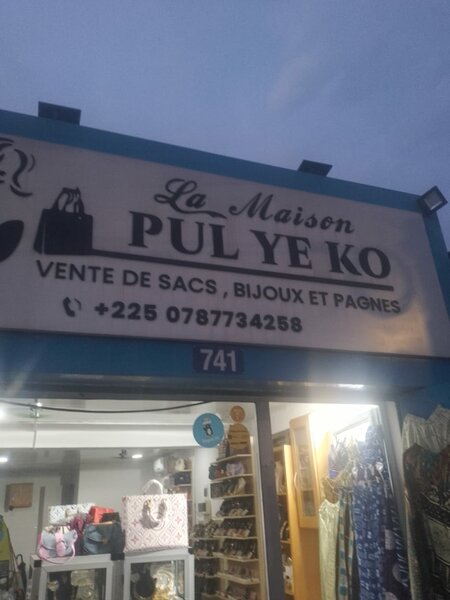 La Maison
PUL YE KO
VENTE DE SACS , BIJOUX ET PAGNES
+225 0787734258
741